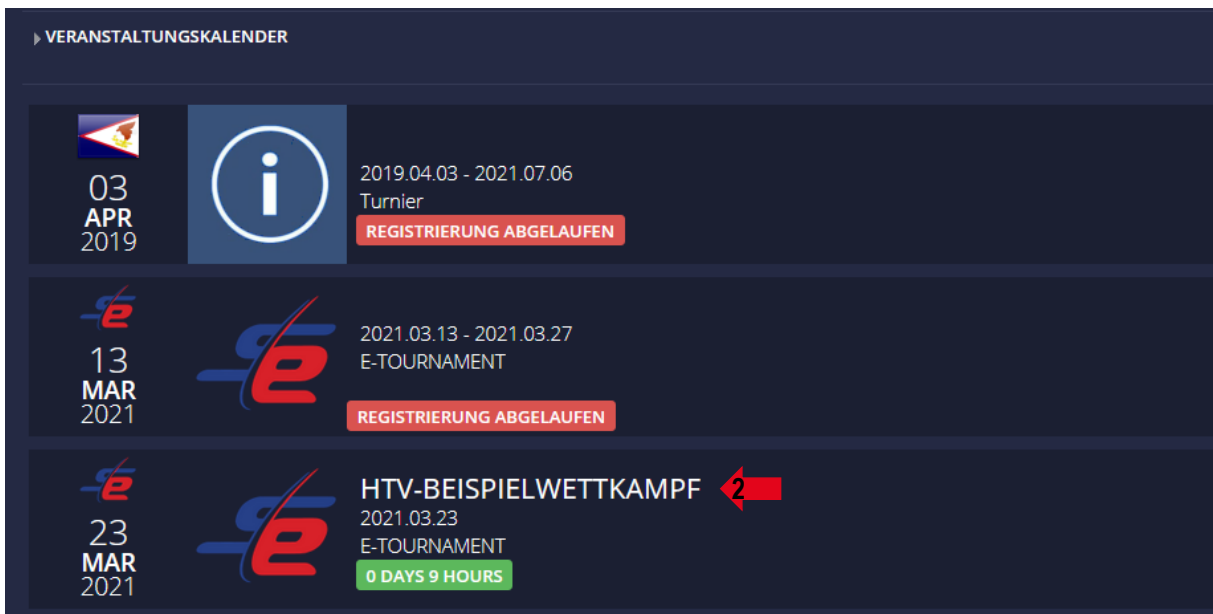 VERANSTALTUNGSKALENDER
03
APR
2019
i
2019.04.03 - 2021.07.06
Turnier
REGISTRIERUNG ABGELAUFEN
e
13
MAR
2021
e
2021.03.13 - 2021.03.27
E-TOURNAMENT
REGISTRIERUNG ABGELAUFEN
e
23
MAR
2021
e
HTV-BEISPIELWETTKAMPF 2
2021.03.23
E-TOURNAMENT
0 DAYS 9 HOURS